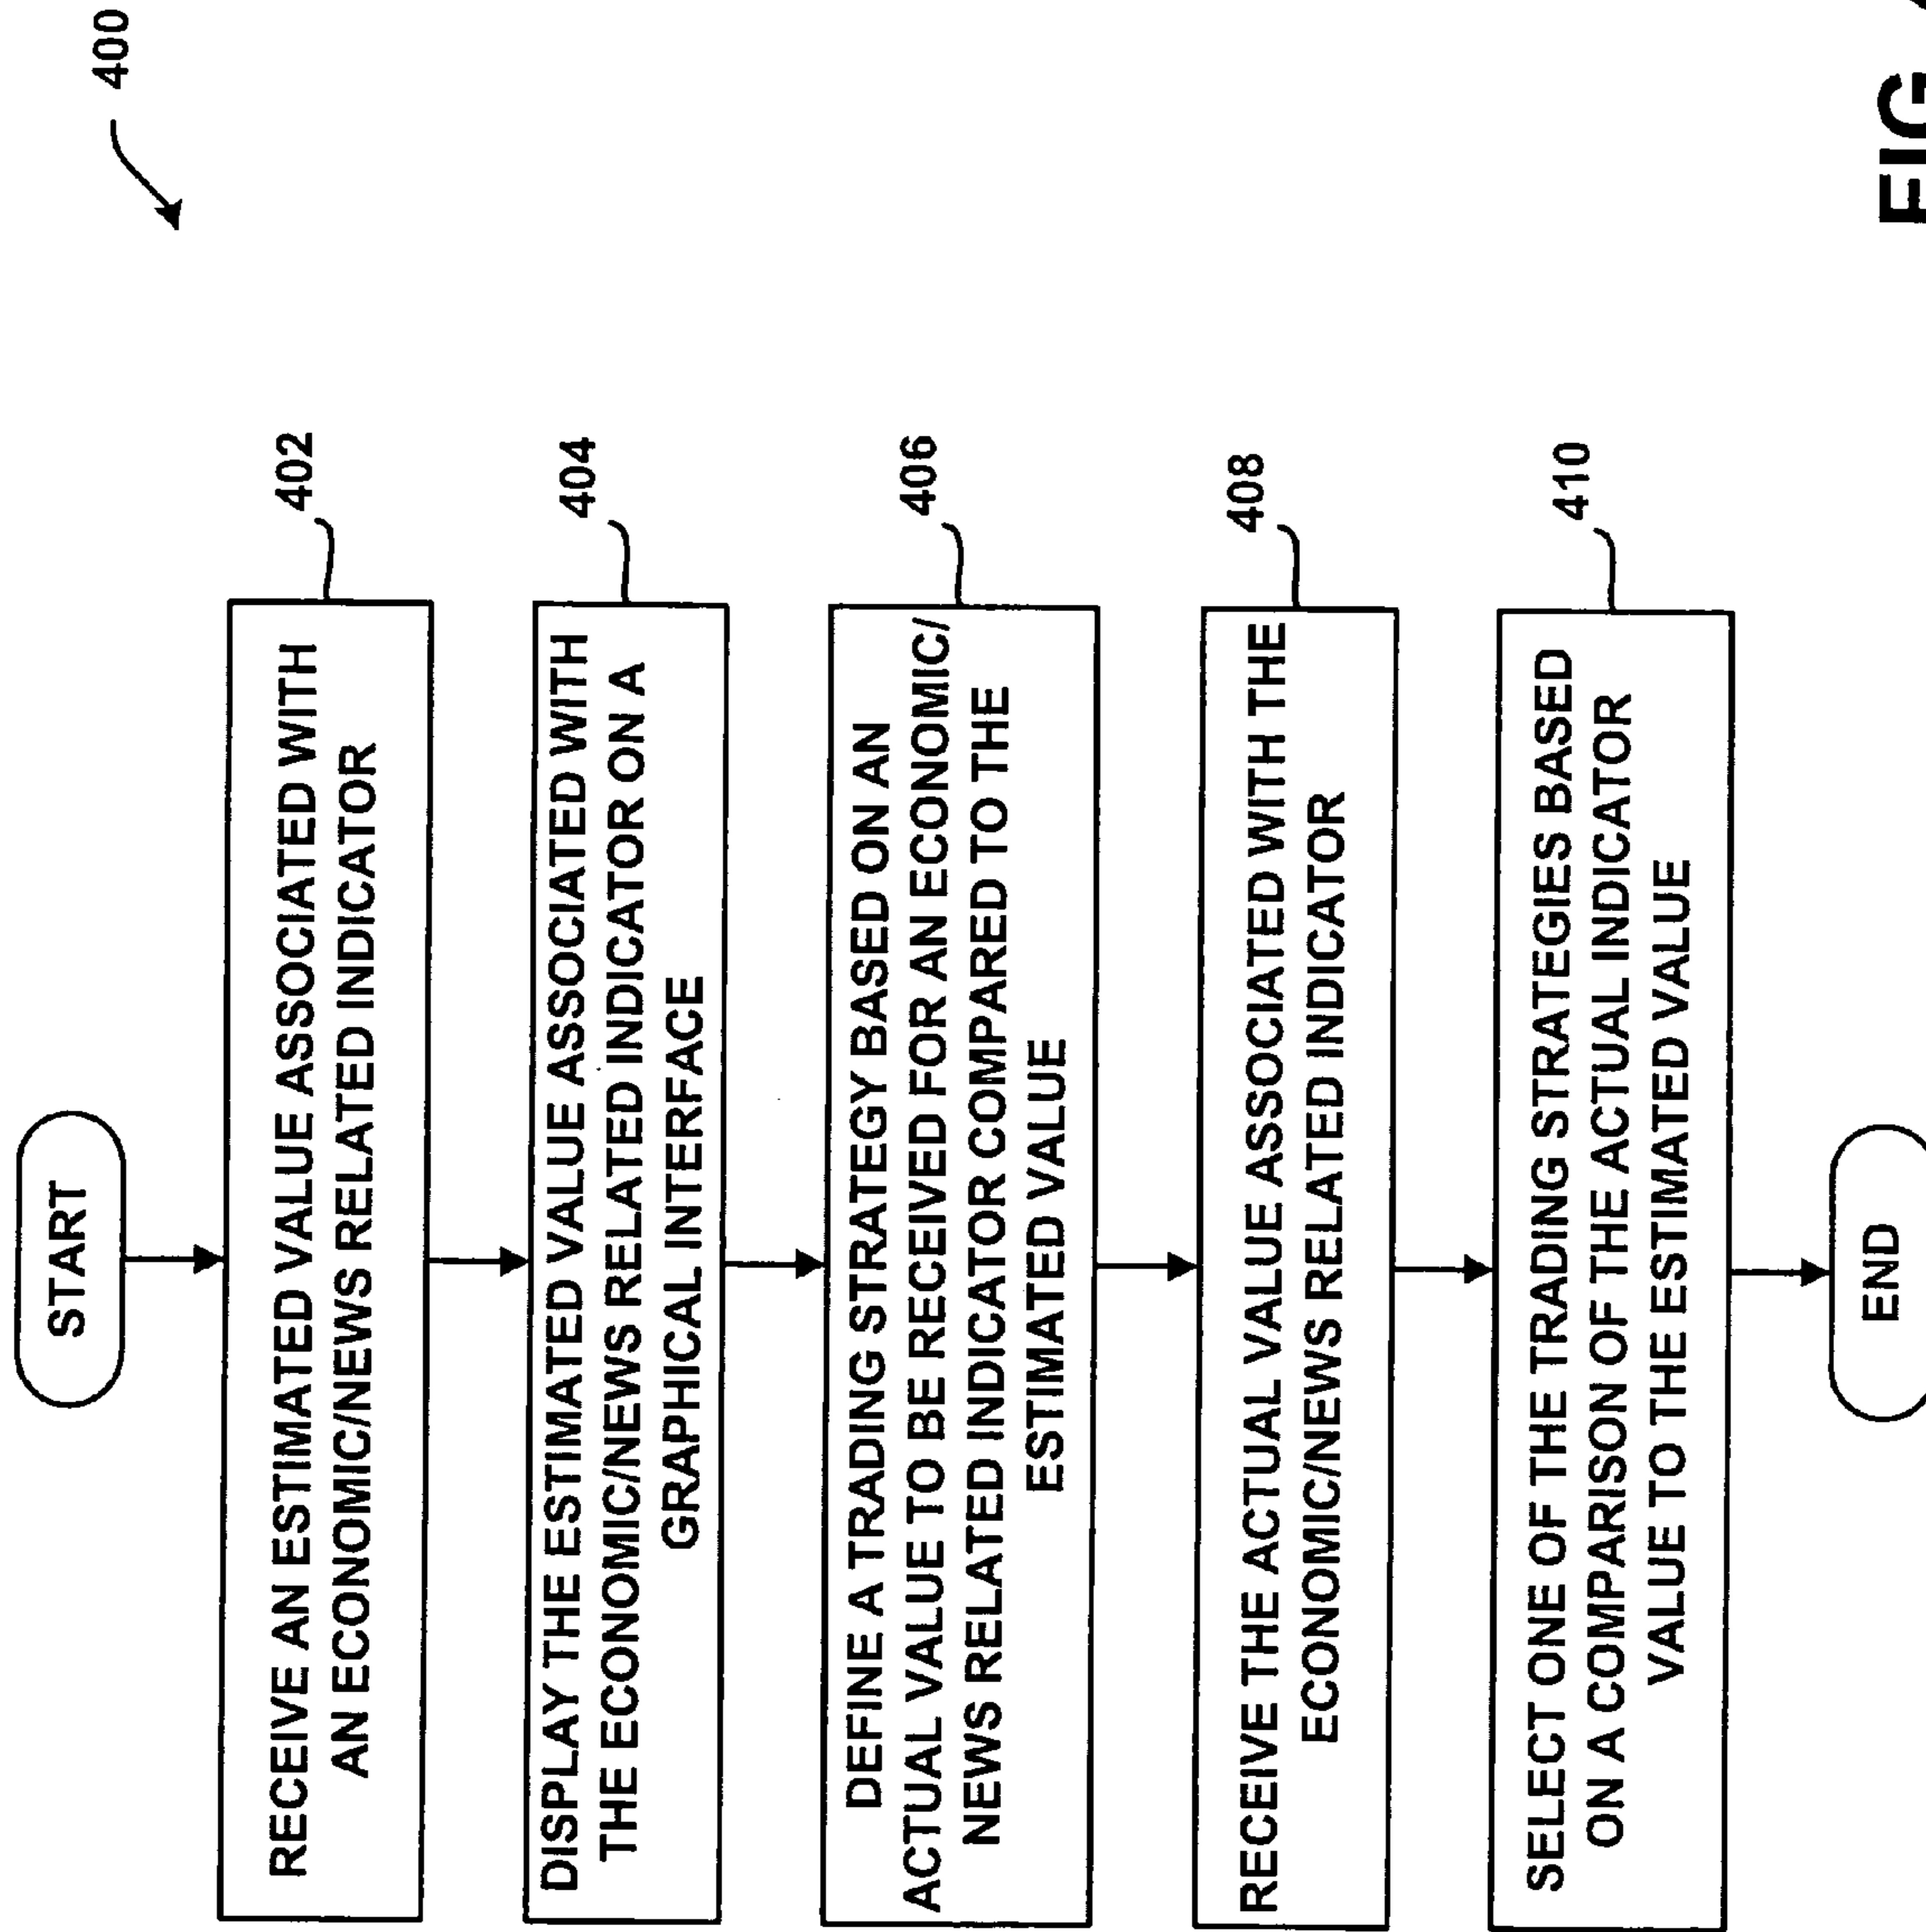 400
START
RECEIVE AN ESTIMATED VALUE ASSOCIATED WITH
AN ECONOMIC/NEWS RELATED INDICATOR
402
DISPLAY THE ESTIMATED VALUE ASSOCIATED WITH
THE ECONOMIC/NEWS RELATED INDICATOR ON A
GRAPHICAL INTERFACE
404
DEFINE A TRADING STRATEGY BASED ON AN
ACTUAL VALUE TO BE RECEIVED FOR AN ECONOMIC/
NEWS RELATED INDICATOR COMPARED TO THE
ESTIMATED VALUE
406
RECEIVE THE ACTUAL VALUE ASSOCIATED WITH THE
ECONOMIC/NEWS RELATED INDICATOR
408
SELECT ONE OF THE TRADING STRATEGIES BASED
ON A COMPARISON OF THE ACTUAL INDICATOR
VALUE TO THE ESTIMATED VALUE
410
END